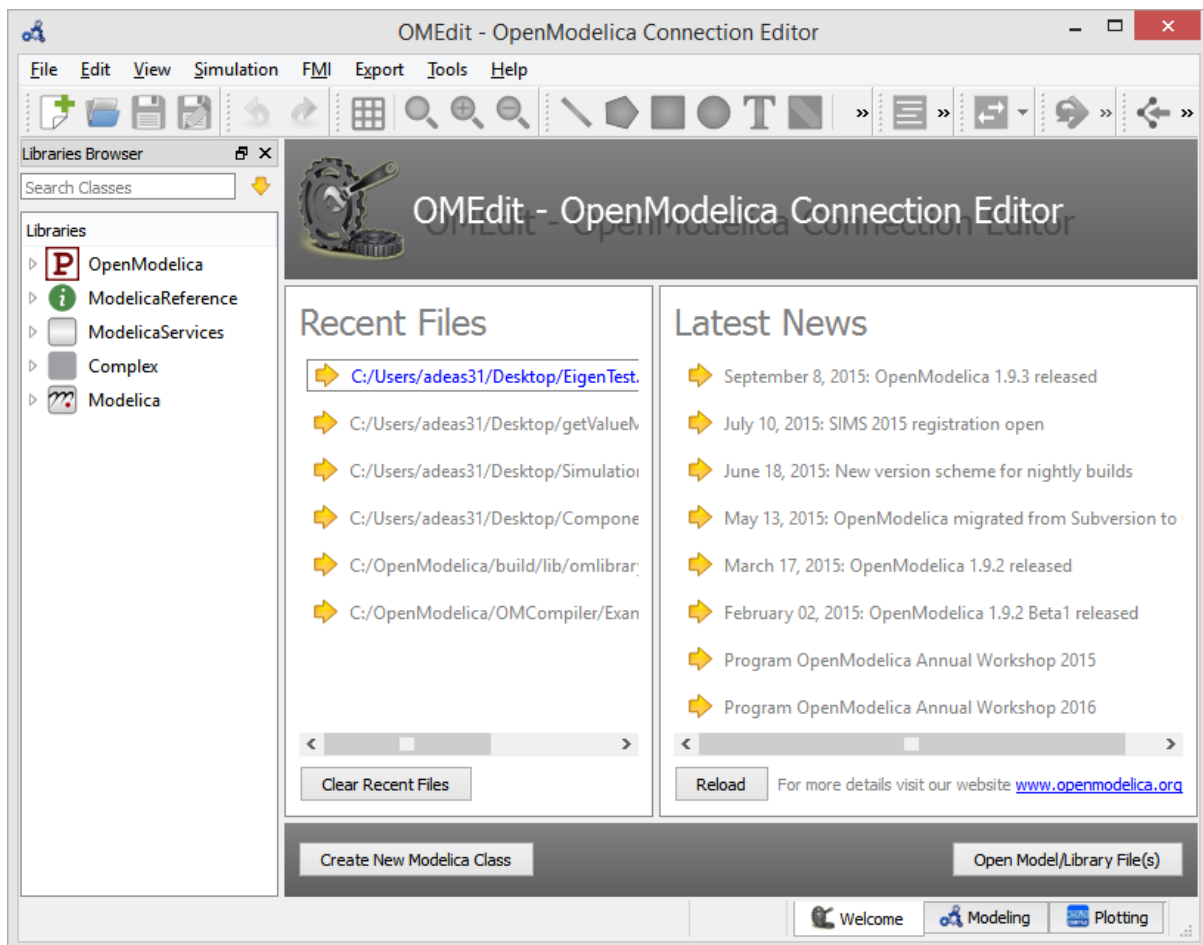 OMEdit - OpenModelica Connection Editor
File Edit View Simulation FMI Export Tools Help
Libraries Browser
Search Classes
Libraries
OpenModelica
ModelicaReference
ModelicaServices
Complex
Modelica
OMEdit - OpenModelica Connection Editor
Recent Files
C:/Users/adeas31/Desktop/EigenTest.
C:/Users/adeas31/Desktop/getValueM
C:/Users/adeas31/Desktop/Simulation
C:/Users/adeas31/Desktop/Compone
C:/OpenModelica/build/lib/omlibrary
C:/OpenModelica/OMCompiler/Exan
Clear Recent Files
Latest News
September 8, 2015: OpenModelica 1.9.3 released
July 10, 2015: SIMS 2015 registration open
June 18, 2015: New version scheme for nightly builds
May 13, 2015: OpenModelica migrated from Subversion to
March 17, 2015: OpenModelica 1.9.2 released
February 02, 2015: OpenModelica 1.9.2 Beta1 released
Program OpenModelica Annual Workshop 2015
Program OpenModelica Annual Workshop 2016
Reload For more details visit our website www.openmodelica.org
Create New Modelica Class
Open Model/Library File(s)
Welcome Modeling Plotting